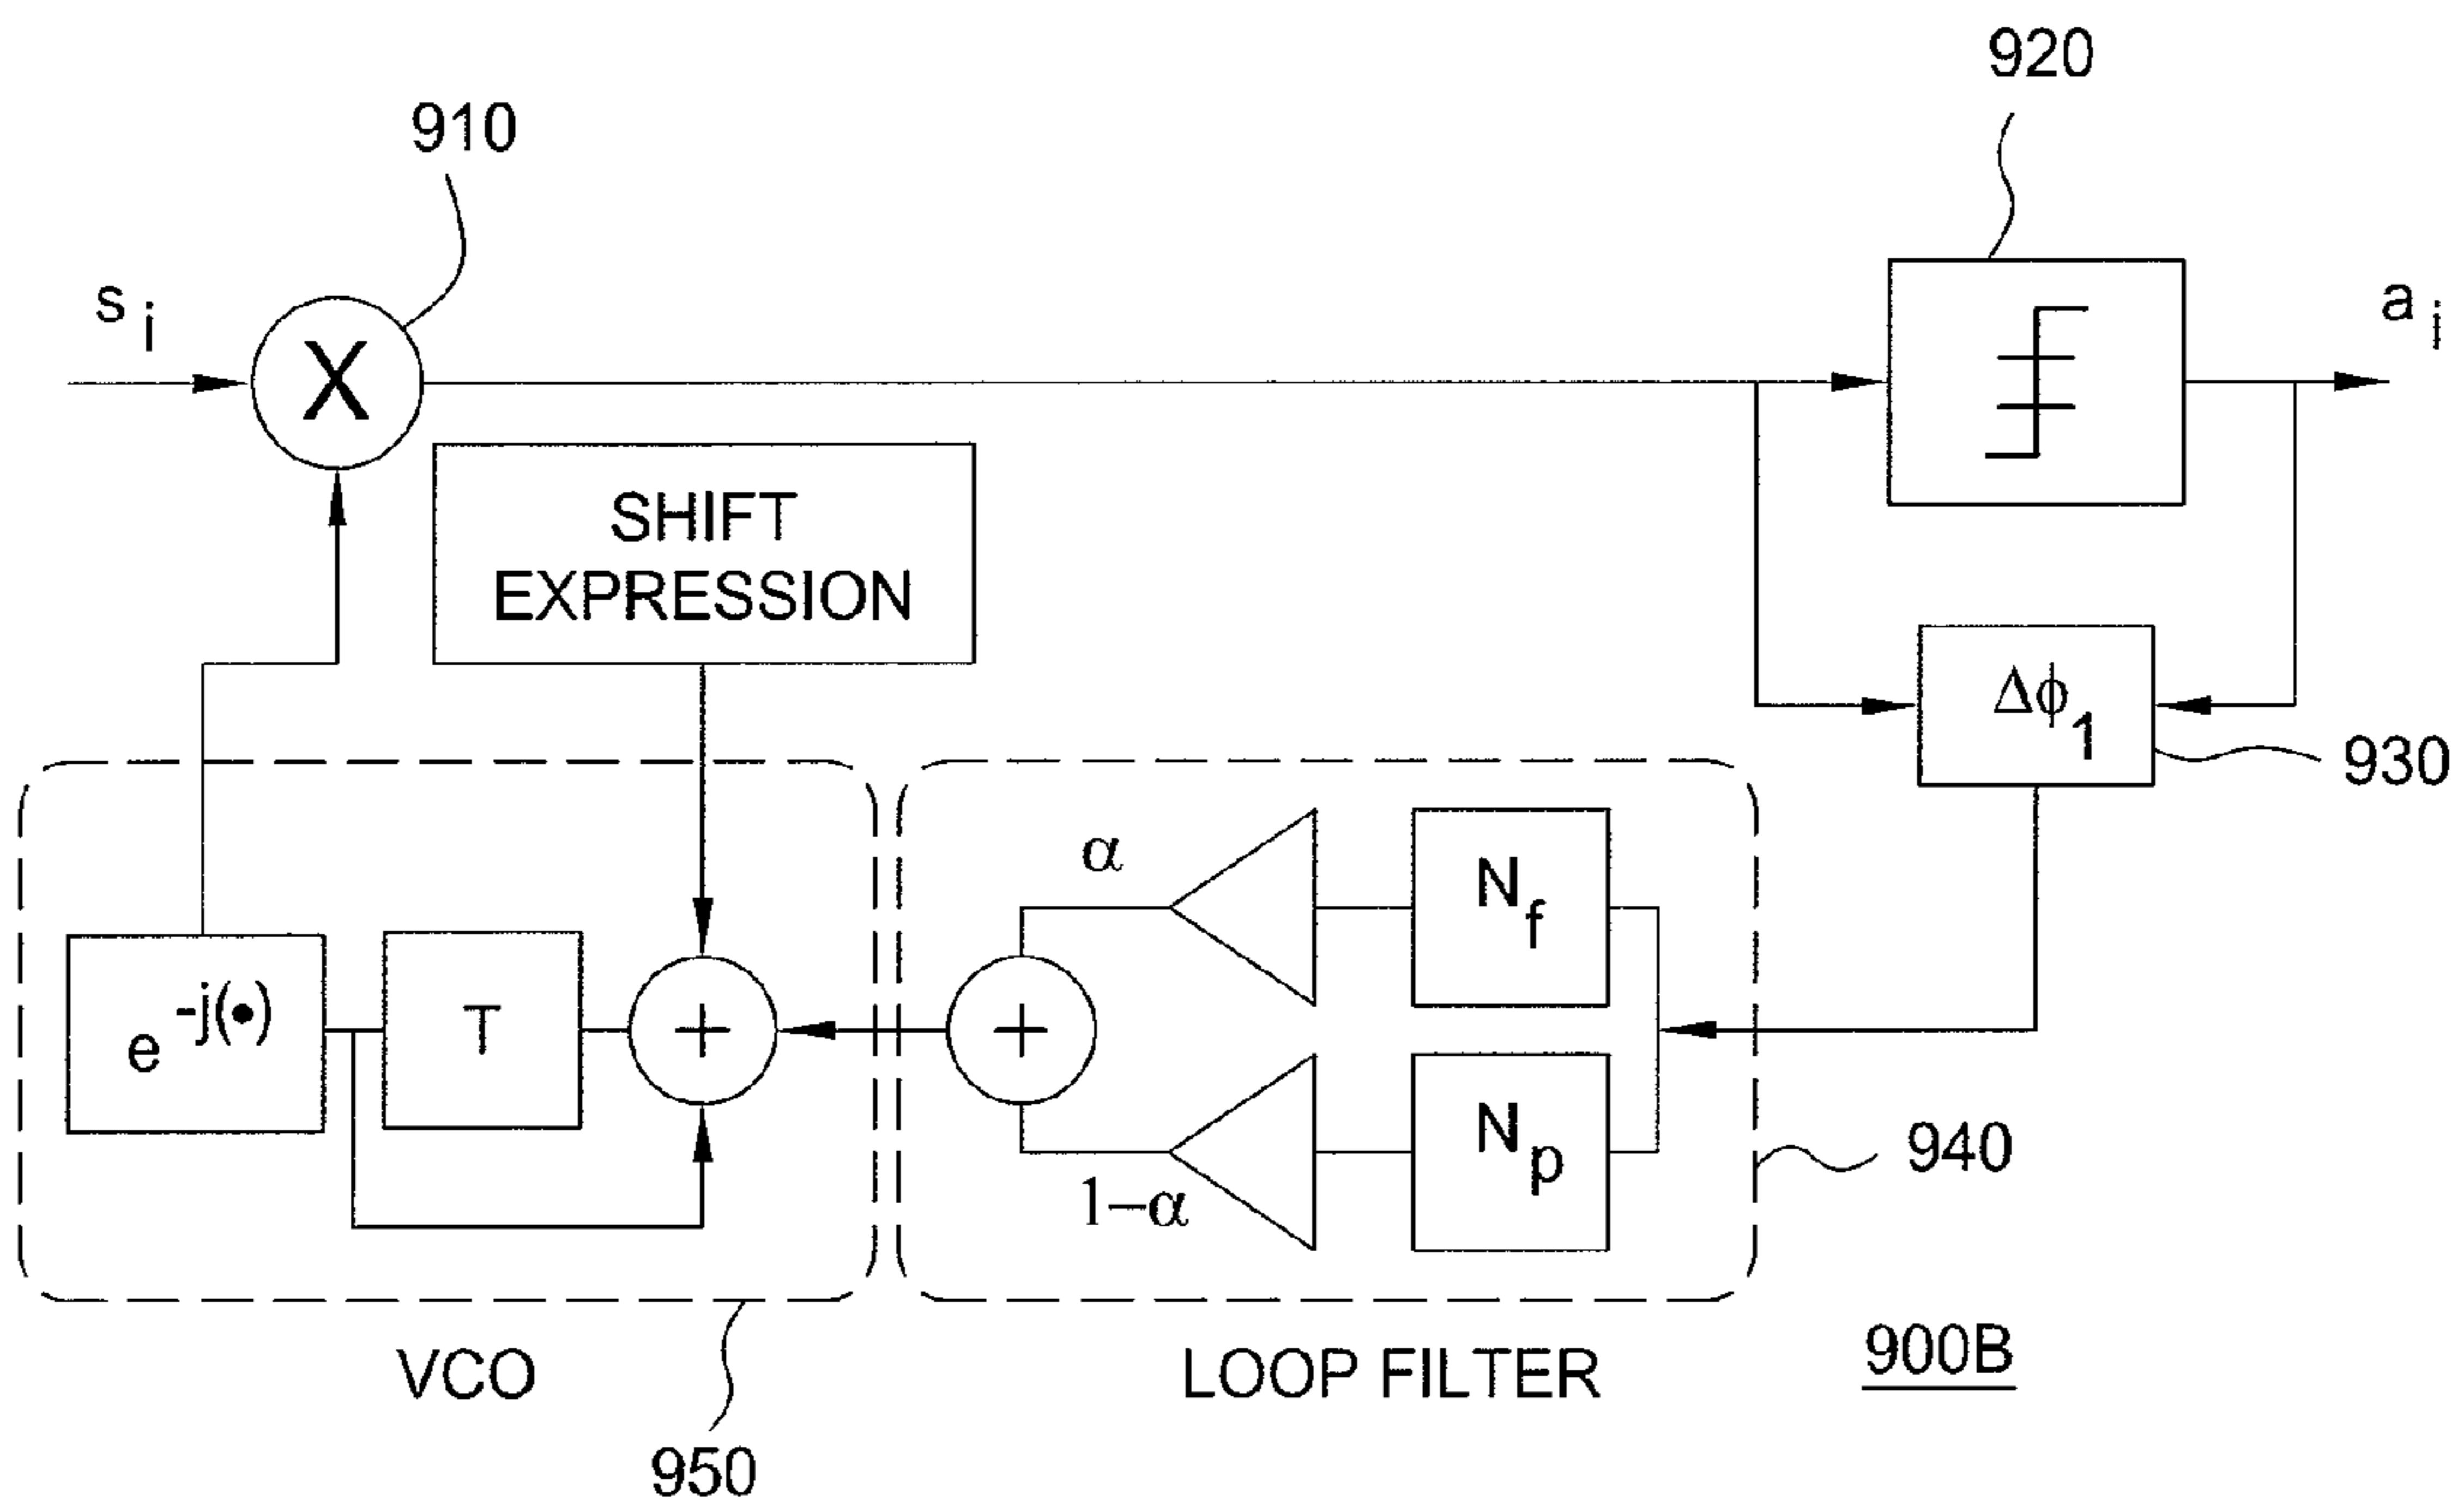 920
910
s i
X
a i
SHIFT
EXPRESSION
Δϕ 1
930
α
N f
e -j(•)
T
+
+
N p
1–α
940
VCO
LOOP FILTER
900B
950